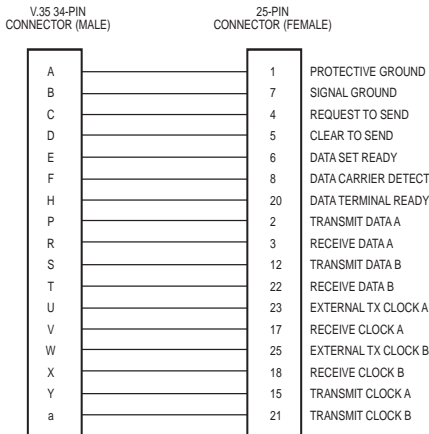 V.35 34-PIN CONNECTOR (MALE)
25-PIN CONNECTOR (FEMALE)
A 1 PROTECTIVE GROUND
B 7 SIGNAL GROUND
C 4 REQUEST TO SEND
D 5 CLEAR TO SEND
E 6 DATA SET READY
F 8 DATA CARRIER DETECT
H 20 DATA TERMINAL READY
P 2 TRANSMIT DATA A
R 3 RECEIVE DATA A
S 12 TRANSMIT DATA B
T 22 RECEIVE DATA B
U 23 EXTERNAL TX CLOCK A
V 17 RECEIVE CLOCK A
W 25 EXTERNAL TX CLOCK B
X 18 RECEIVE CLOCK B
Y 15 TRANSMIT CLOCK A
a 21 TRANSMIT CLOCK B